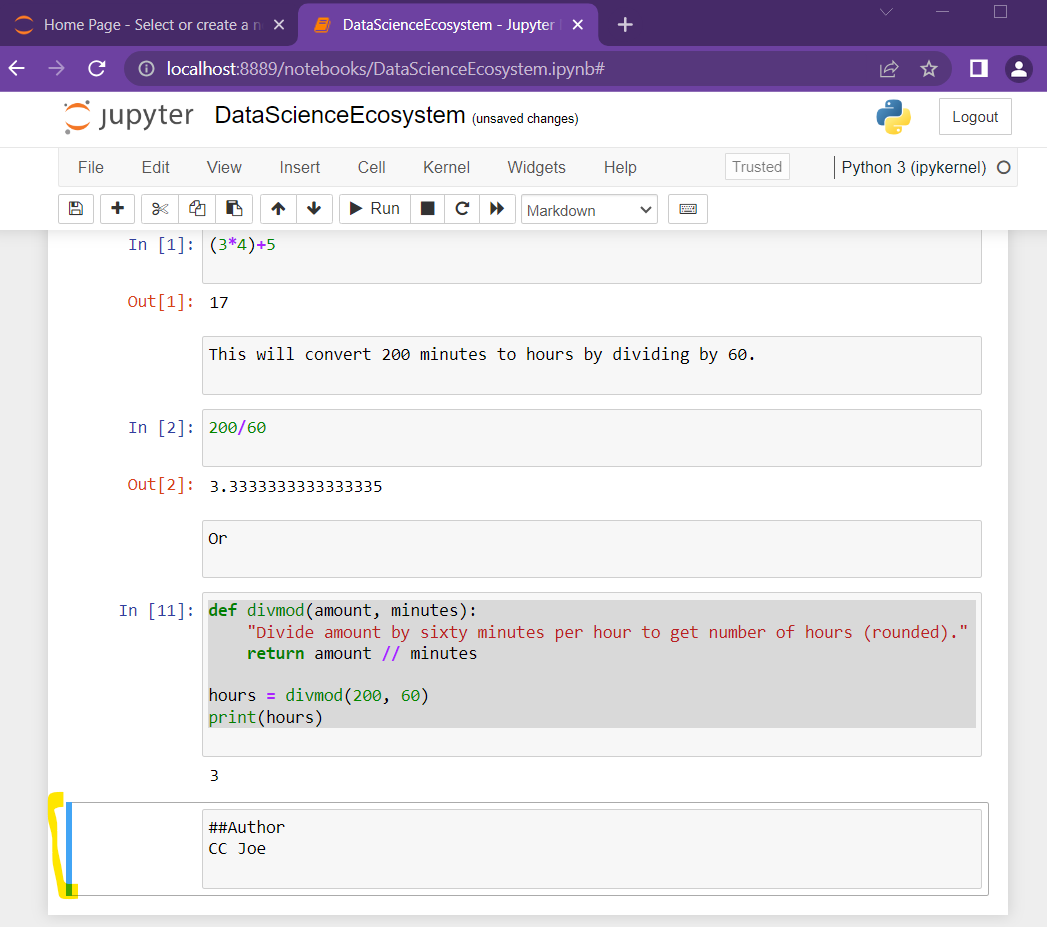 Home Page - Select or create a n
DataScienceEcosystem - Jupyter
localhost:8889/notebooks/DataScienceEcosystem.ipynb#
jupyter DataScienceEcosystem (unsaved changes)
Logout
File Edit View Insert Cell Kernel Widgets Help Trusted Python 3 (ipykernel)
Run Markdown
In [1]: (3*4)+5
Out[1]: 17
This will convert 200 minutes to hours by dividing by 60.
In [2]: 200/60
Out[2]: 3.3333333333333335
Or
In [11]: def divmod(amount, minutes):
"Divide amount by sixty minutes per hour to get number of hours (rounded)."
return amount // minutes
hours = divmod(200, 60)
print(hours)
3
##Author
CC Joe